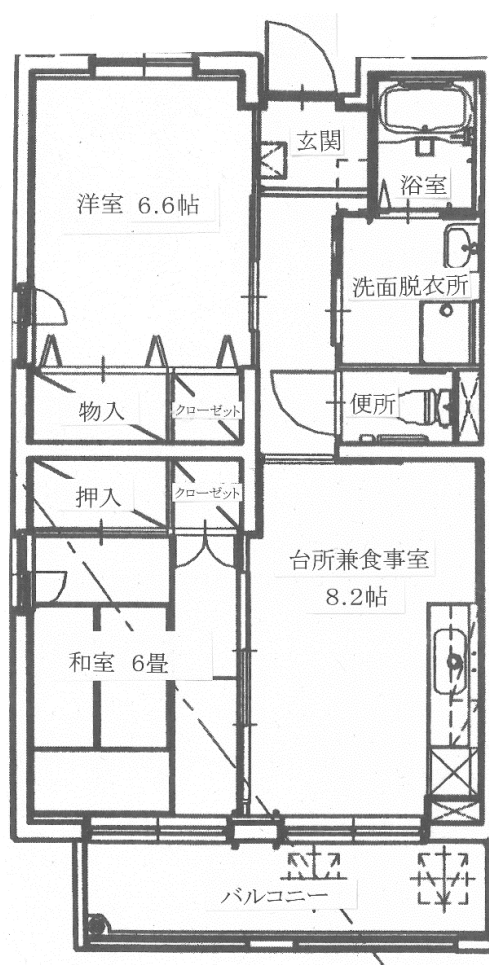 玄関
浴室
洋室 6.6帖
洗面脱衣所
便所
物入
クローゼット
押入
クローゼット
台所兼食事室
8.2帖
和室 6畳
バルコニー